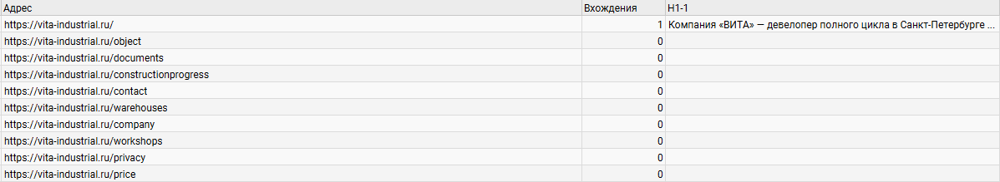 Адрес Вхождения H1-1
https://vita-industrial.ru/ 1 Компания «ВИТА» — девелопер полного цикла в Санкт-Петербурге ...
https://vita-industrial.ru/object 0
https://vita-industrial.ru/documents 0
https://vita-industrial.ru/constructionprogress 0
https://vita-industrial.ru/contact 0
https://vita-industrial.ru/warehouses 0
https://vita-industrial.ru/company 0
https://vita-industrial.ru/workshops 0
https://vita-industrial.ru/privacy 0
https://vita-industrial.ru/price 0